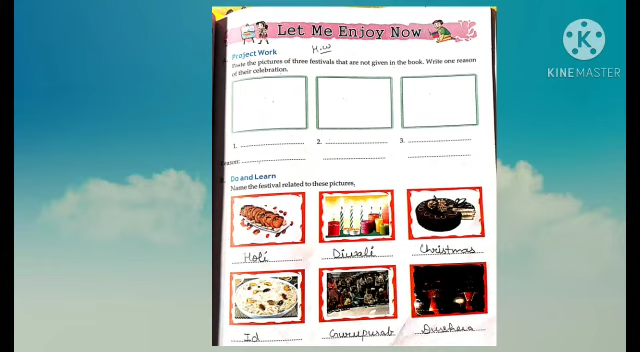 Let Me Enjoy Now
Project Work
H.W
Paste the pictures of three festivals that are not given in the book. Write one reason
of their celebration.
1. 2. 3.
Reason:
Do and Learn
Name the festival related to these pictures.
Holi Diwali Christmas
Id Gurupurab Dusehara
KINEMASTER